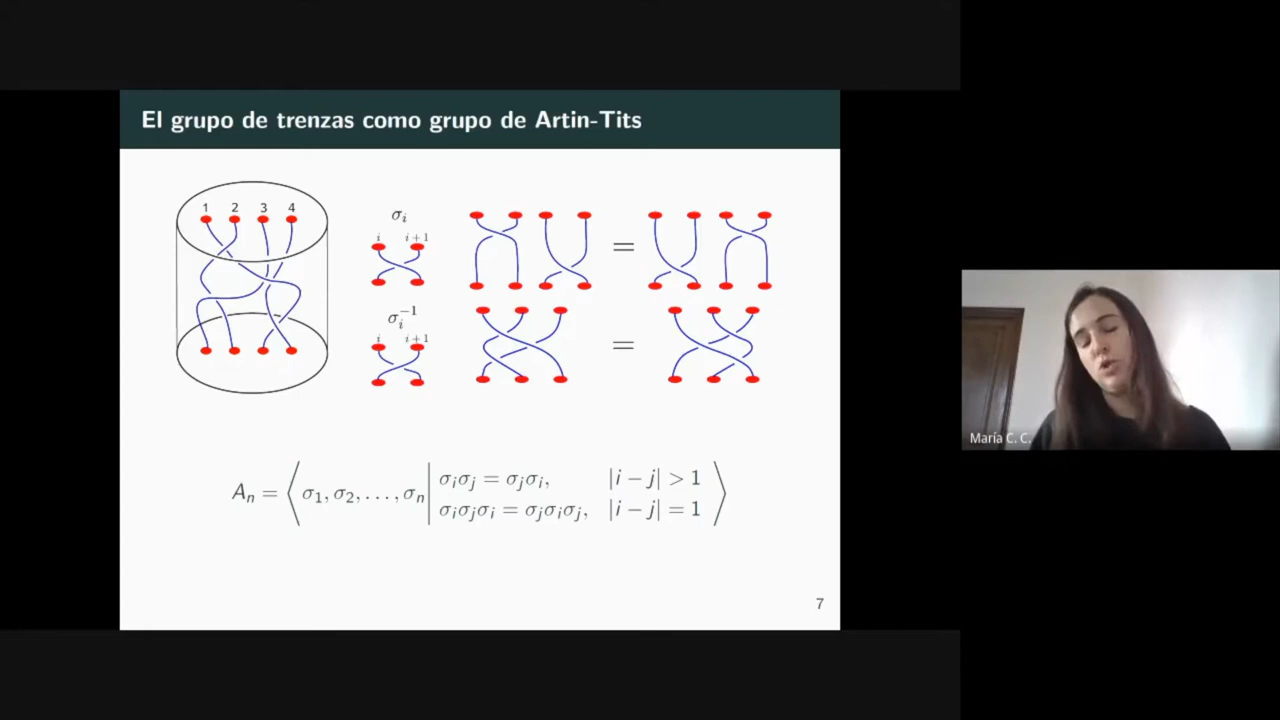 El grupo de trenzas como grupo de Artin-Tits
1 2 3 4
σᵢ
i i+1
=
σᵢ⁻¹
i i+1
=
Aₙ = ⟨ σ₁, σ₂, ..., σₙ | σᵢσⱼ = σⱼσᵢ, |i − j| > 1
σᵢσⱼσᵢ = σⱼσᵢσⱼ, |i − j| = 1 ⟩
7
María C. C.